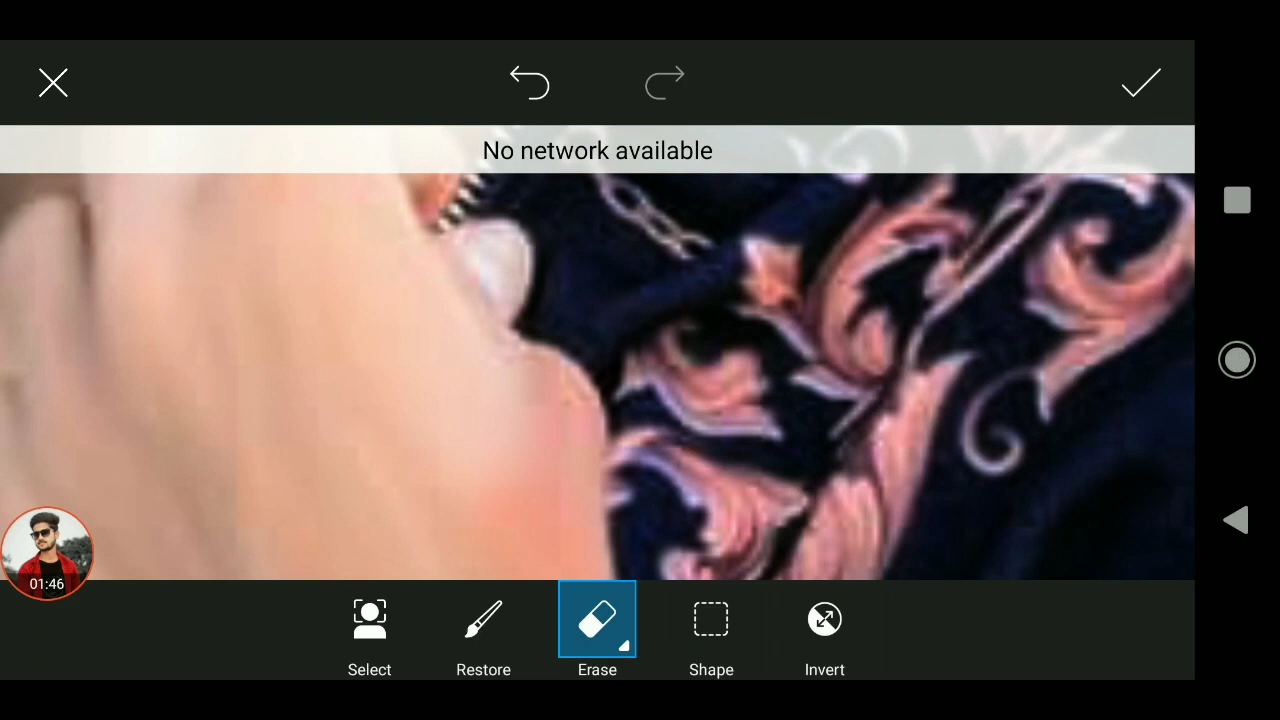 No network available
01:46
Select
Restore
Erase
Shape
Invert